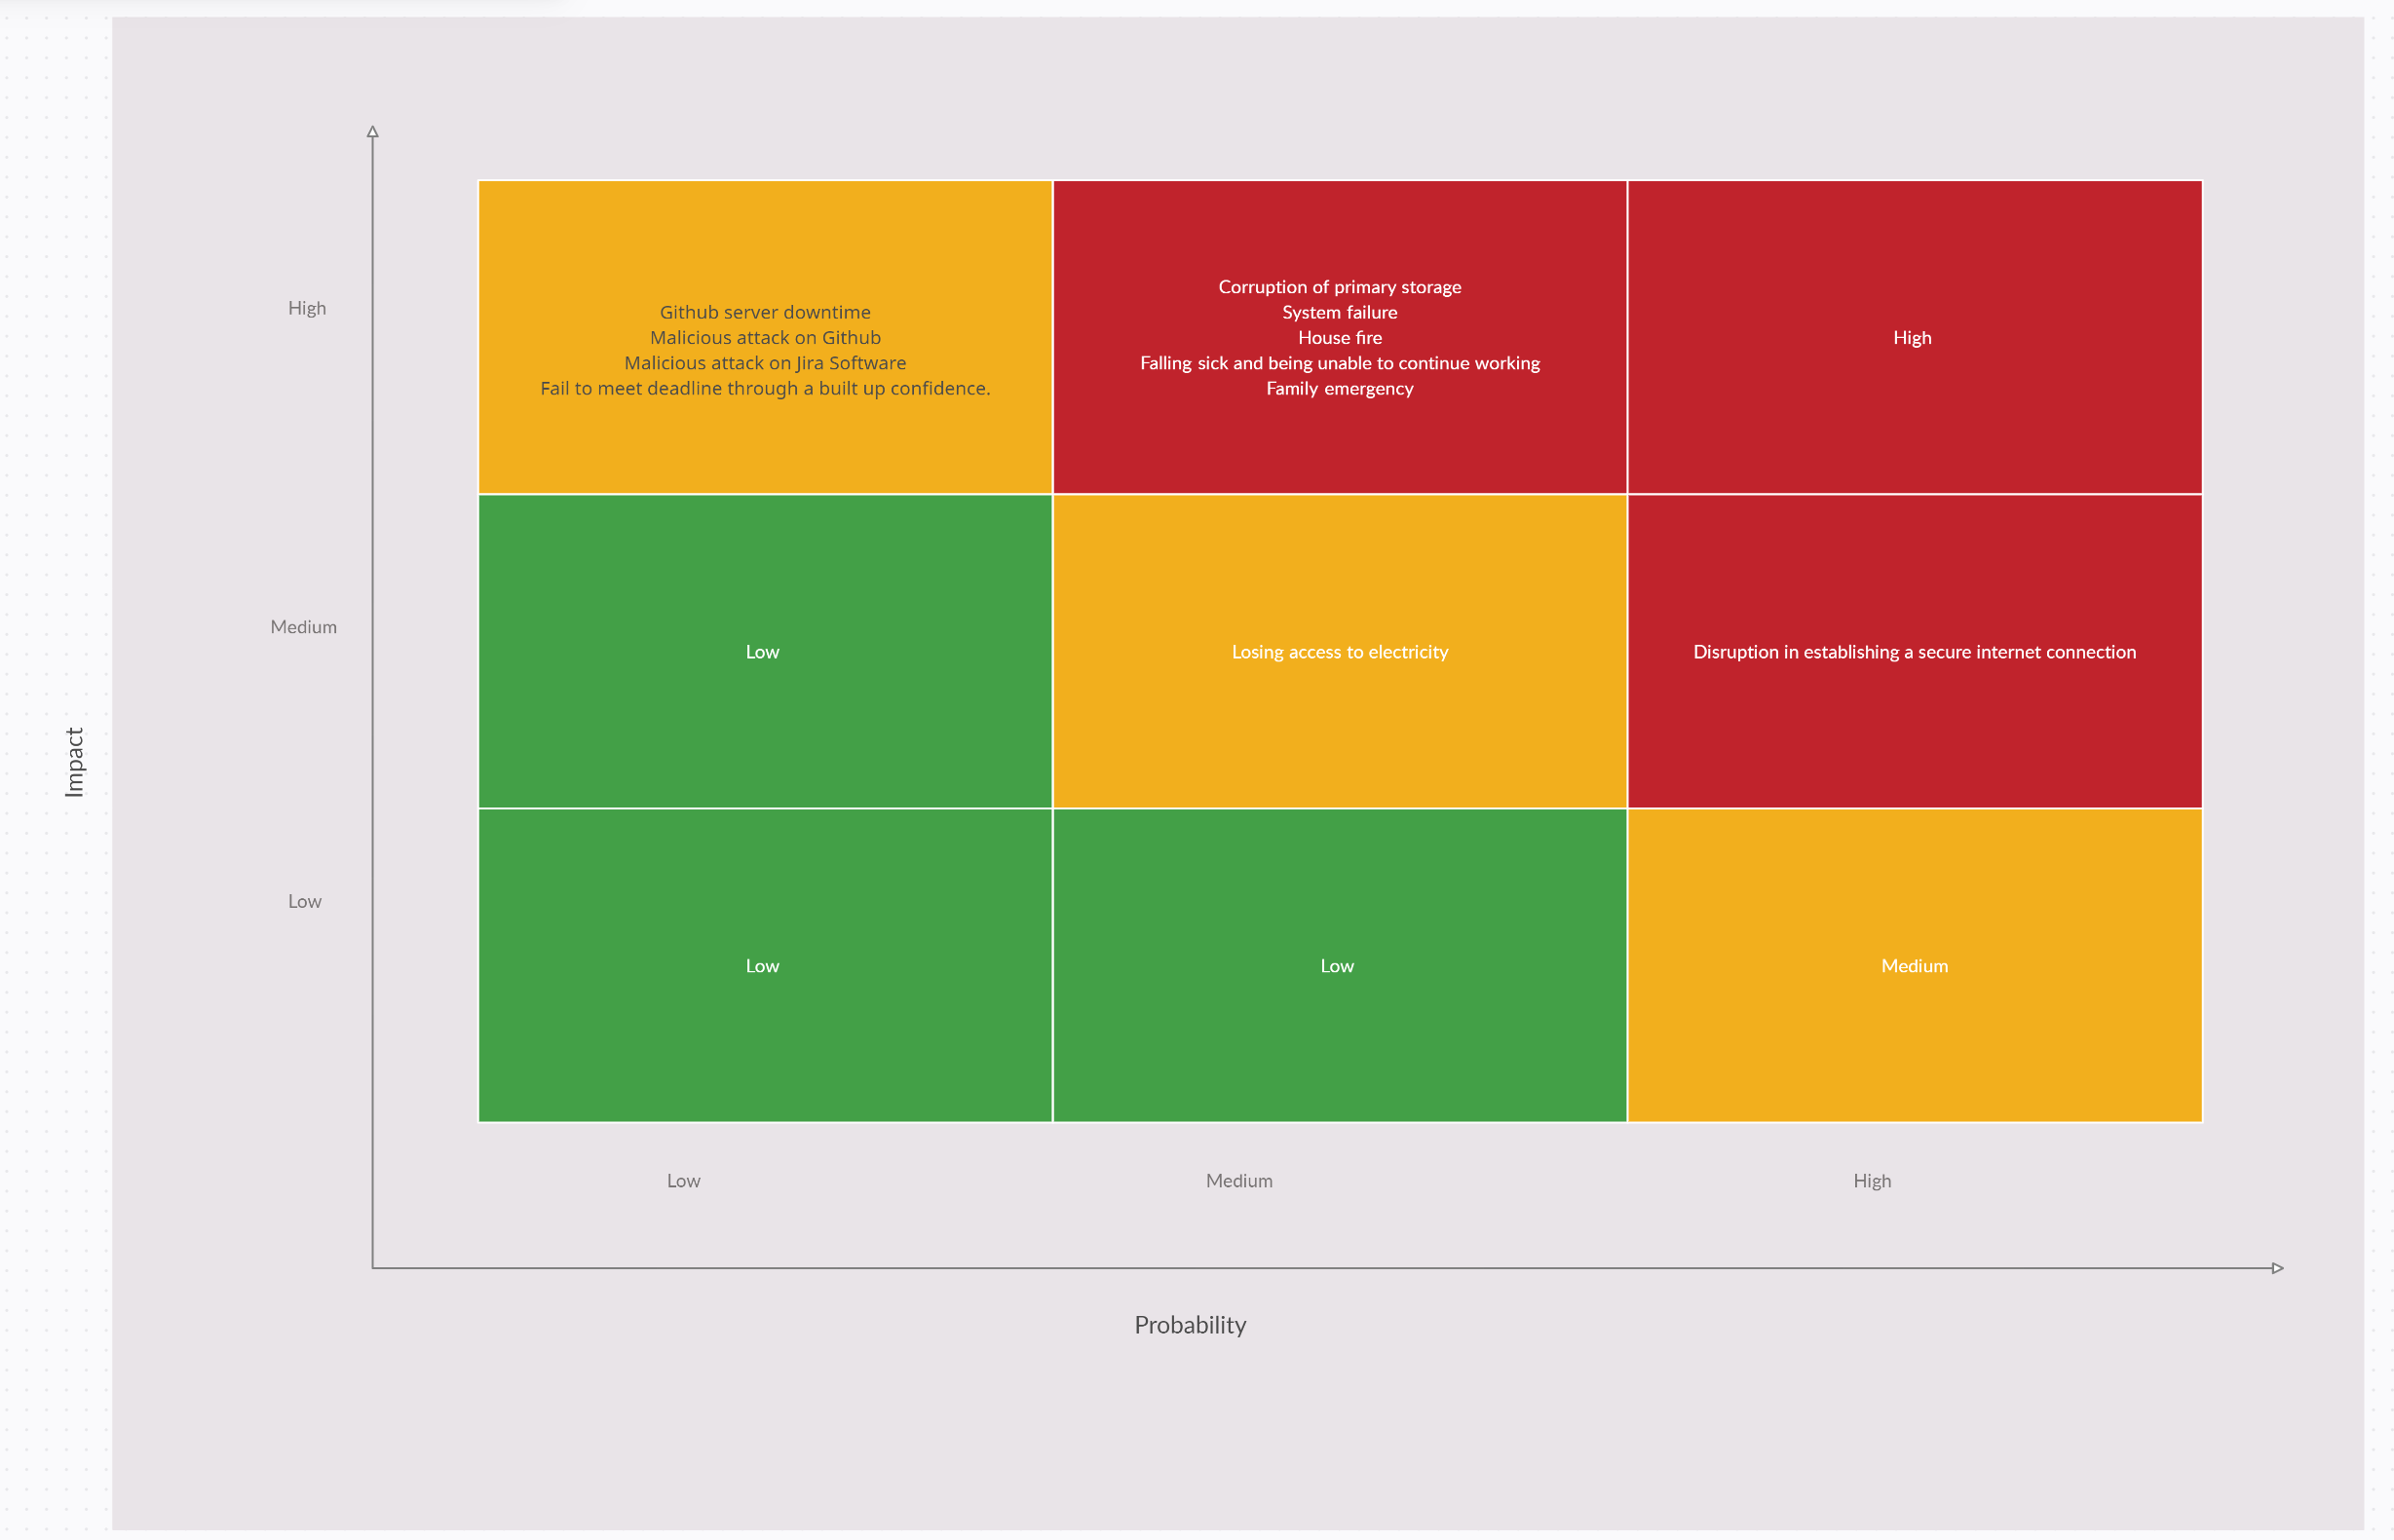 High
Github server downtime
Malicious attack on Github
Malicious attack on Jira Software
Fail to meet deadline through a built up confidence.
Corruption of primary storage
System failure
House fire
Falling sick and being unable to continue working
Family emergency
High
Medium
Low
Losing access to electricity
Disruption in establishing a secure internet connection
Impact
Low
Low
Low
Medium
Low
Medium
High
Probability